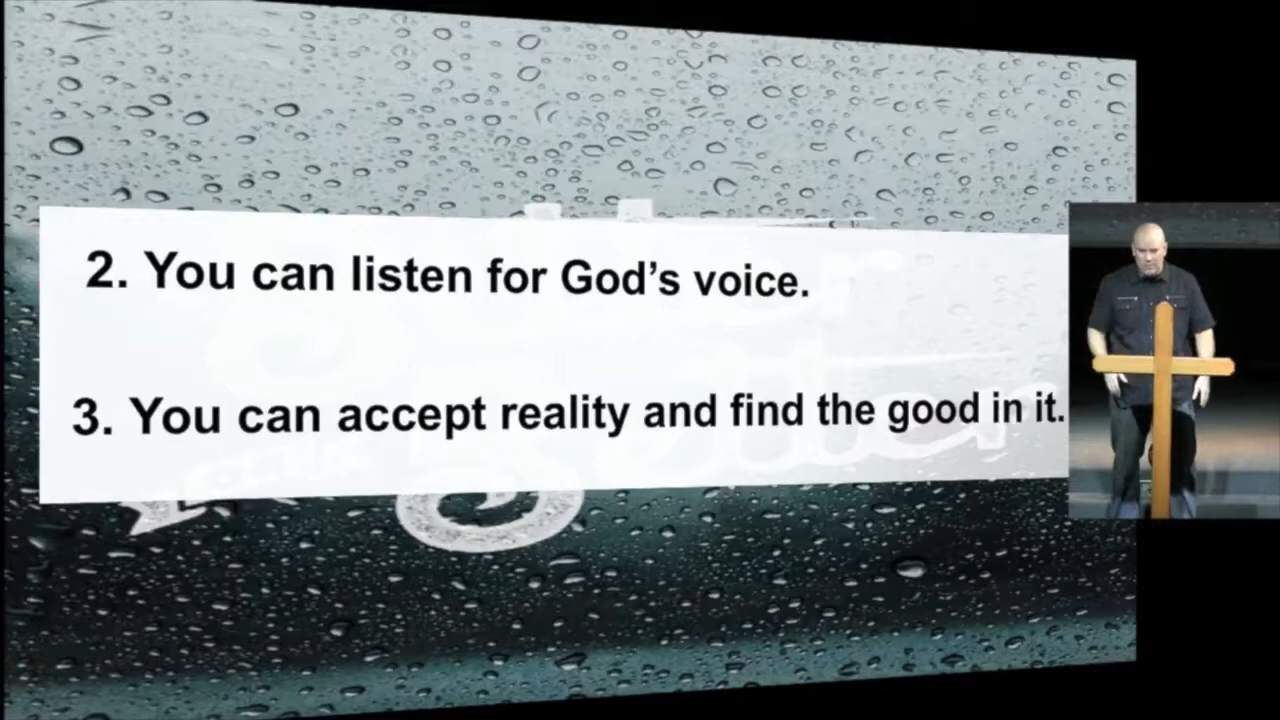 2. You can listen for God’s voice.
3. You can accept reality and find the good in it.